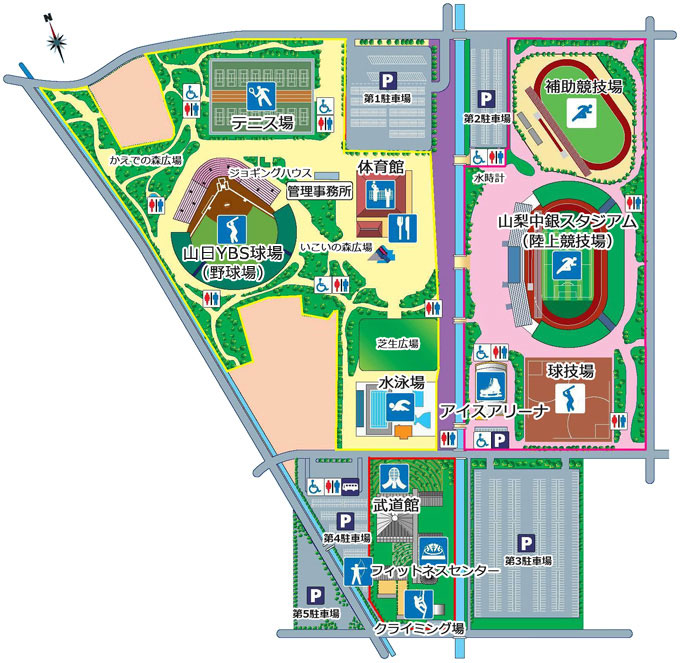 N
P
第1駐車場
P
第2駐車場
補助競技場
テニス場
かえでの森広場
ジョギングハウス
体育館
管理事務所
水時計
山梨中銀スタジアム
(陸上競技場)
山日YBS球場
(野球場)
いこいの森広場
芝生広場
水泳場
球技場
アイスアリーナ
P
武道館
P
第4駐車場
P
第3駐車場
フィットネスセンター
P
第5駐車場
クライミング場